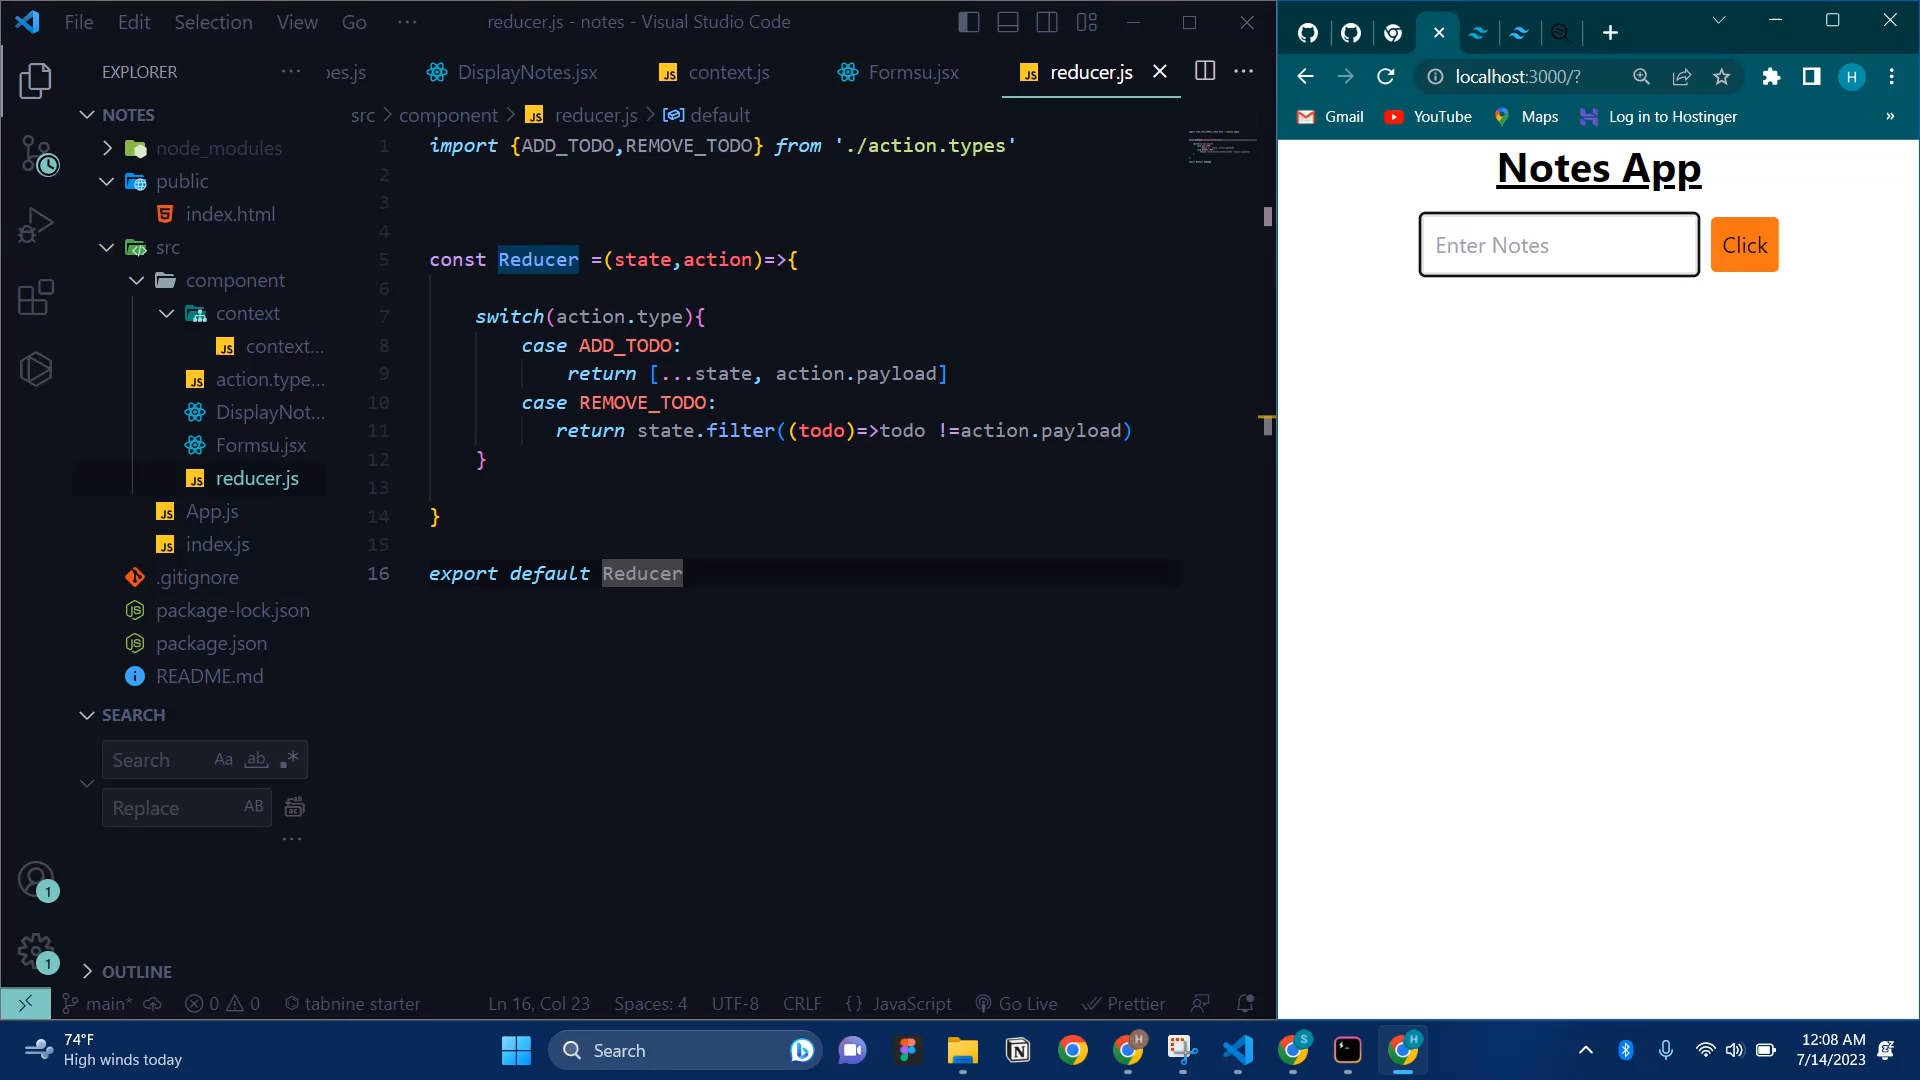 File Edit Selection View Go ··· reducer.js - notes - Visual Studio Code
EXPLORER ··· pes.js DisplayNotes.jsx context.js Formsu.jsx reducer.js
NOTES
src > component > reducer.js > default
node_modules
public
index.html
src
component
context
context...
action.type...
DisplayNot...
Formsu.jsx
reducer.js
App.js
index.js
.gitignore
package-lock.json
package.json
README.md
SEARCH
Search Aa ab .*
Replace AB
···
OUTLINE
1
1
1 import {ADD_TODO,REMOVE_TODO} from './action.types'
2
3
4
5 const Reducer =(state,action)=>{
6
7 switch(action.type){
8 case ADD_TODO:
9 return [...state, action.payload]
10 case REMOVE_TODO:
11 return state.filter((todo)=>todo !=action.payload)
12 }
13
14 }
15
16 export default Reducer
main* 0 0 tabnine starter Ln 16, Col 23 Spaces: 4 UTF-8 CRLF {} JavaScript Go Live Prettier
localhost:3000/? H
Gmail YouTube Maps Log in to Hostinger »
Notes App
Enter Notes Click
74°F
High winds today
Search
H S H
12:08 AM
7/14/2023